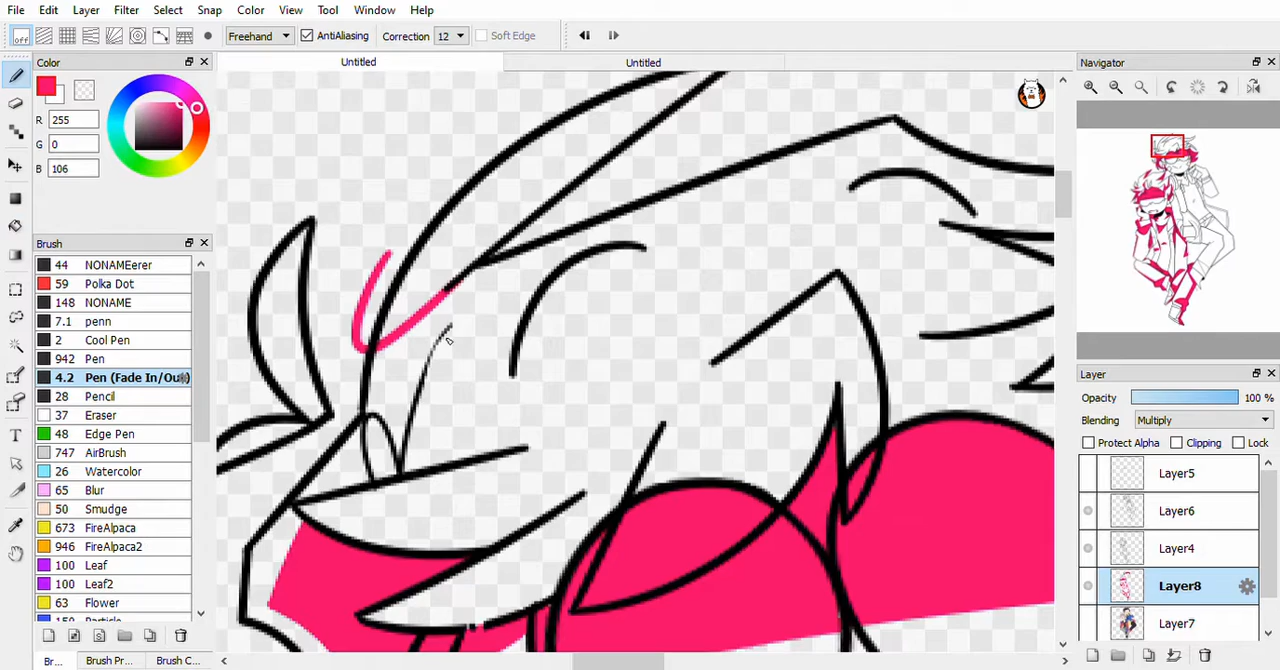 File Edit Layer Filter Select Snap Color View Tool Window Help
off Freehand AntiAliasing Correction 12 Soft Edge
Color
Untitled
Untitled
Navigator
R 255
G 0
B 106
Brush
44 NONAMEerer
59 Polka Dot
148 NONAME
7.1 penn
2 Cool Pen
942 Pen
4.2 Pen (Fade In/Out)
28 Pencil
37 Eraser
48 Edge Pen
747 AirBrush
26 Watercolor
65 Blur
50 Smudge
673 FireAlpaca
946 FireAlpaca2
100 Leaf
100 Leaf2
63 Flower
150 Particle
Br... Brush Pr... Brush C...
Layer
Opacity 100 %
Blending Multiply
Protect Alpha Clipping Lock
Layer5
Layer6
Layer4
Layer8
Layer7